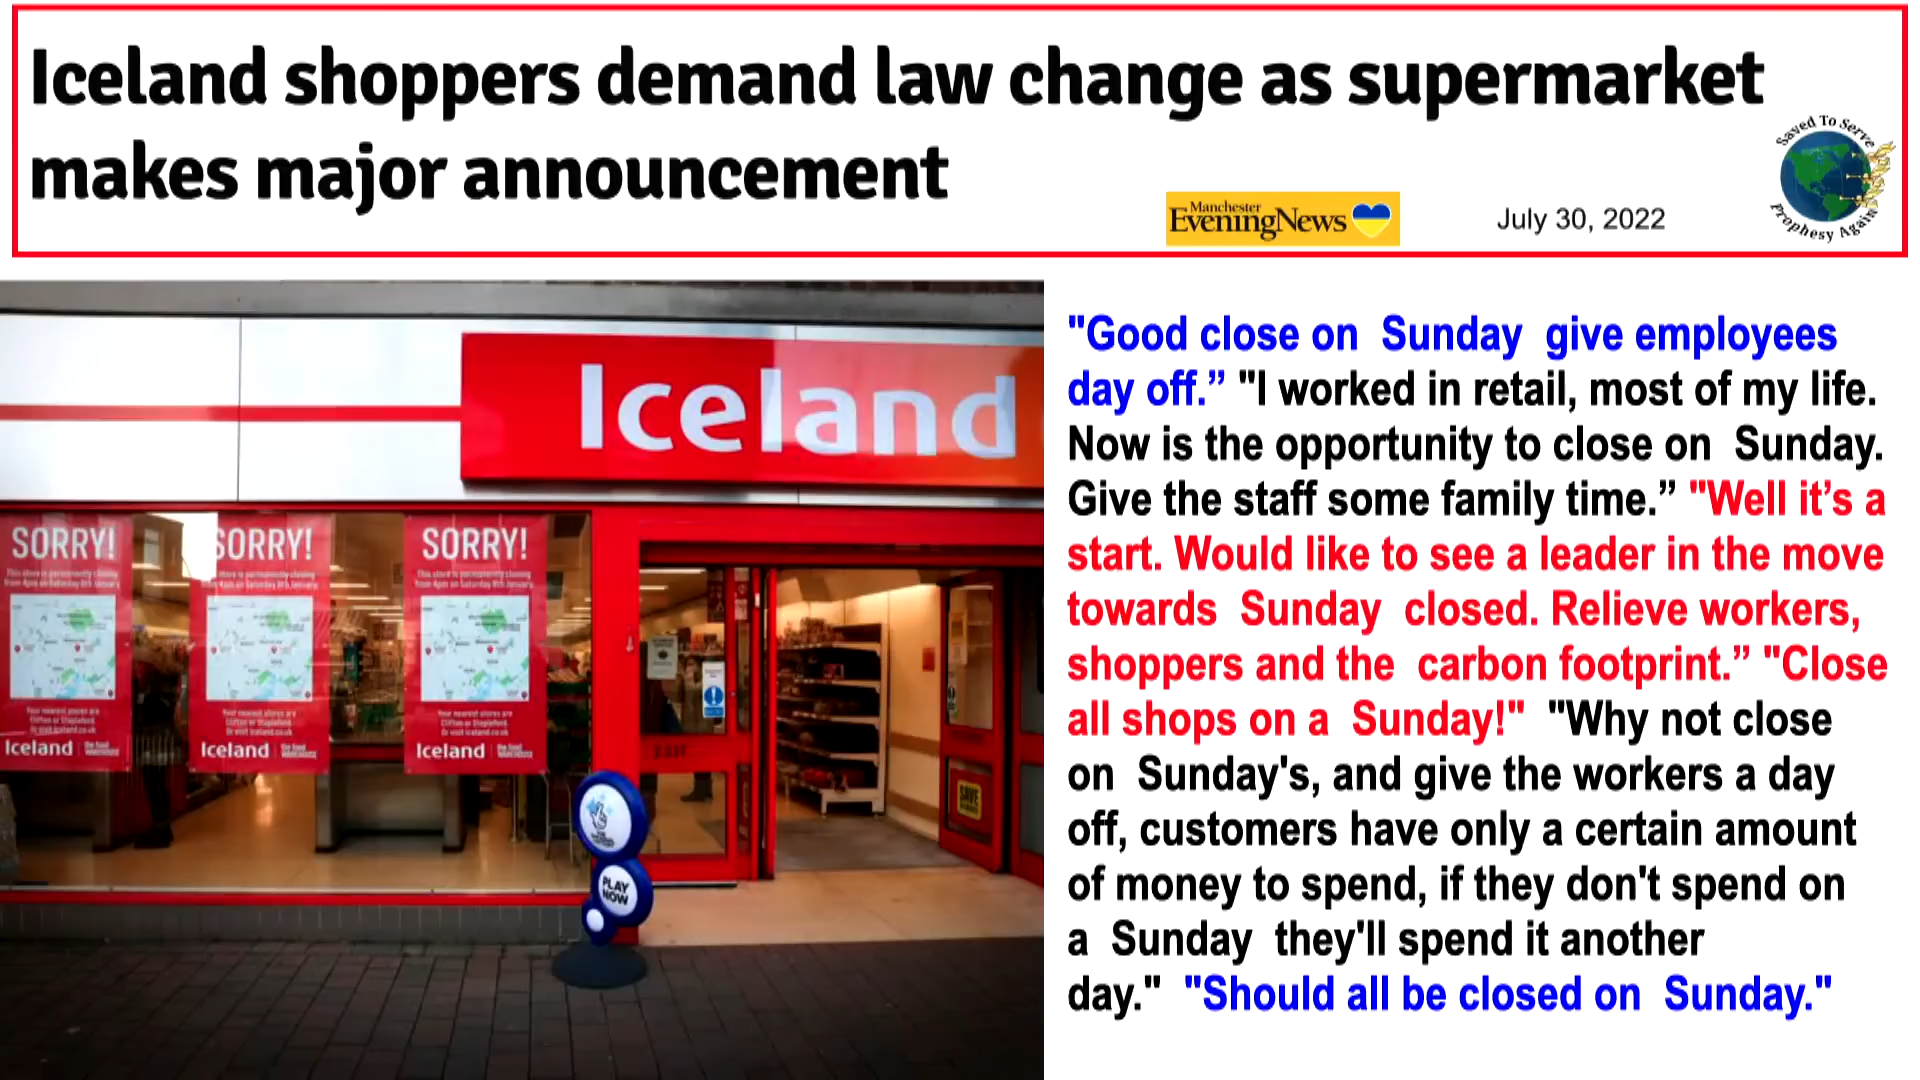 Iceland shoppers demand law change as supermarket
makes major announcement
Manchester
EveningNews
July 30, 2022
Saved To Serve
Prophesy Again
Iceland
SORRY!
SORRY!
SORRY!
Iceland
Iceland
Iceland
EXIT
SAVE
PLAY
NOW
"Good close on Sunday give employees
day off.” "I worked in retail, most of my life.
Now is the opportunity to close on Sunday.
Give the staff some family time.” "Well it’s a
start. Would like to see a leader in the move
towards Sunday closed. Relieve workers,
shoppers and the carbon footprint.” "Close
all shops on a Sunday!" "Why not close
on Sunday's, and give the workers a day
off, customers have only a certain amount
of money to spend, if they don't spend on
a Sunday they'll spend it another
day." "Should all be closed on Sunday."